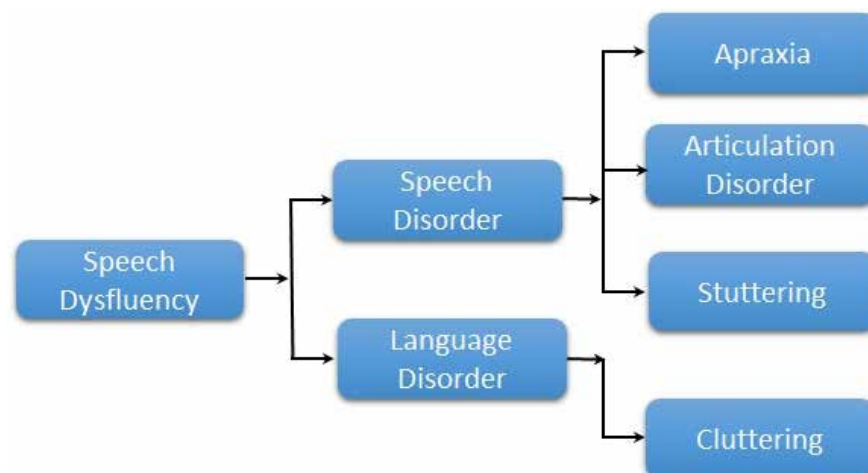 Speech
Dysfluency
Speech
Disorder
Language
Disorder
Apraxia
Articulation
Disorder
Stuttering
Cluttering